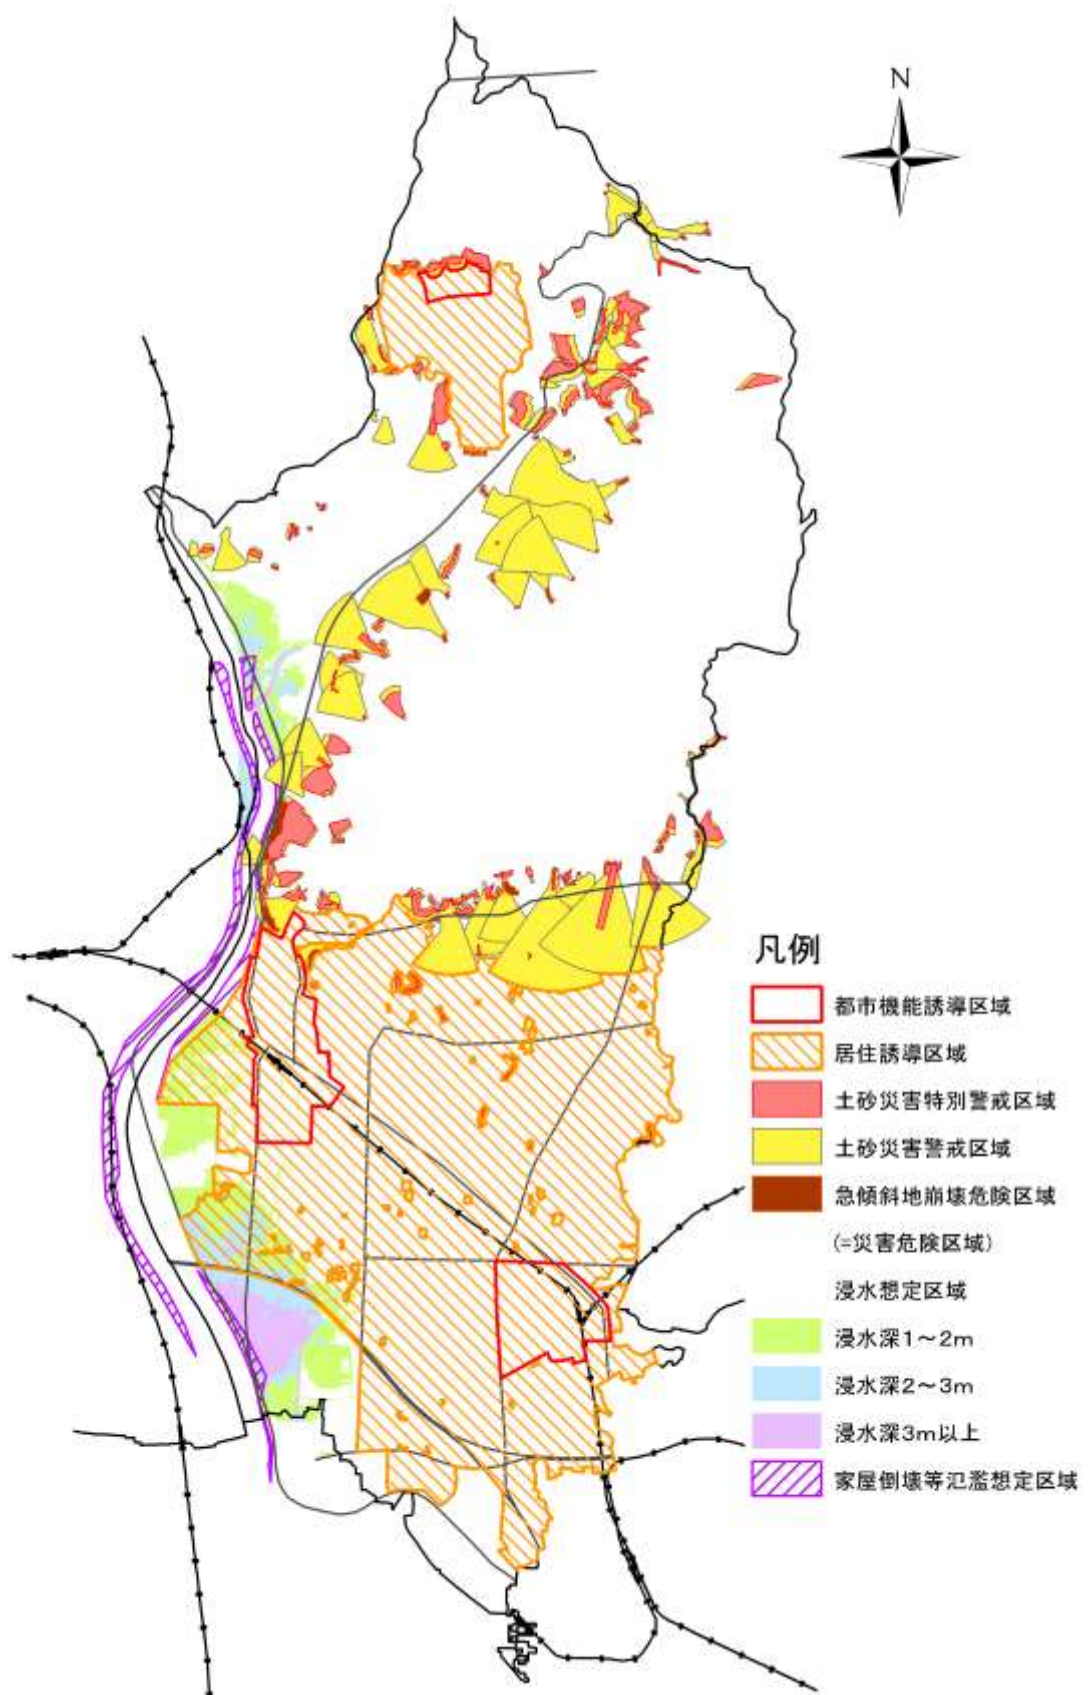 N
凡例
都市機能誘導区域
居住誘導区域
土砂災害特別警戒区域
土砂災害警戒区域
急傾斜地崩壊危険区域
(=災害危険区域)
浸水想定区域
浸水深1～2m
浸水深2～3m
浸水深3m以上
家屋倒壊等氾濫想定区域